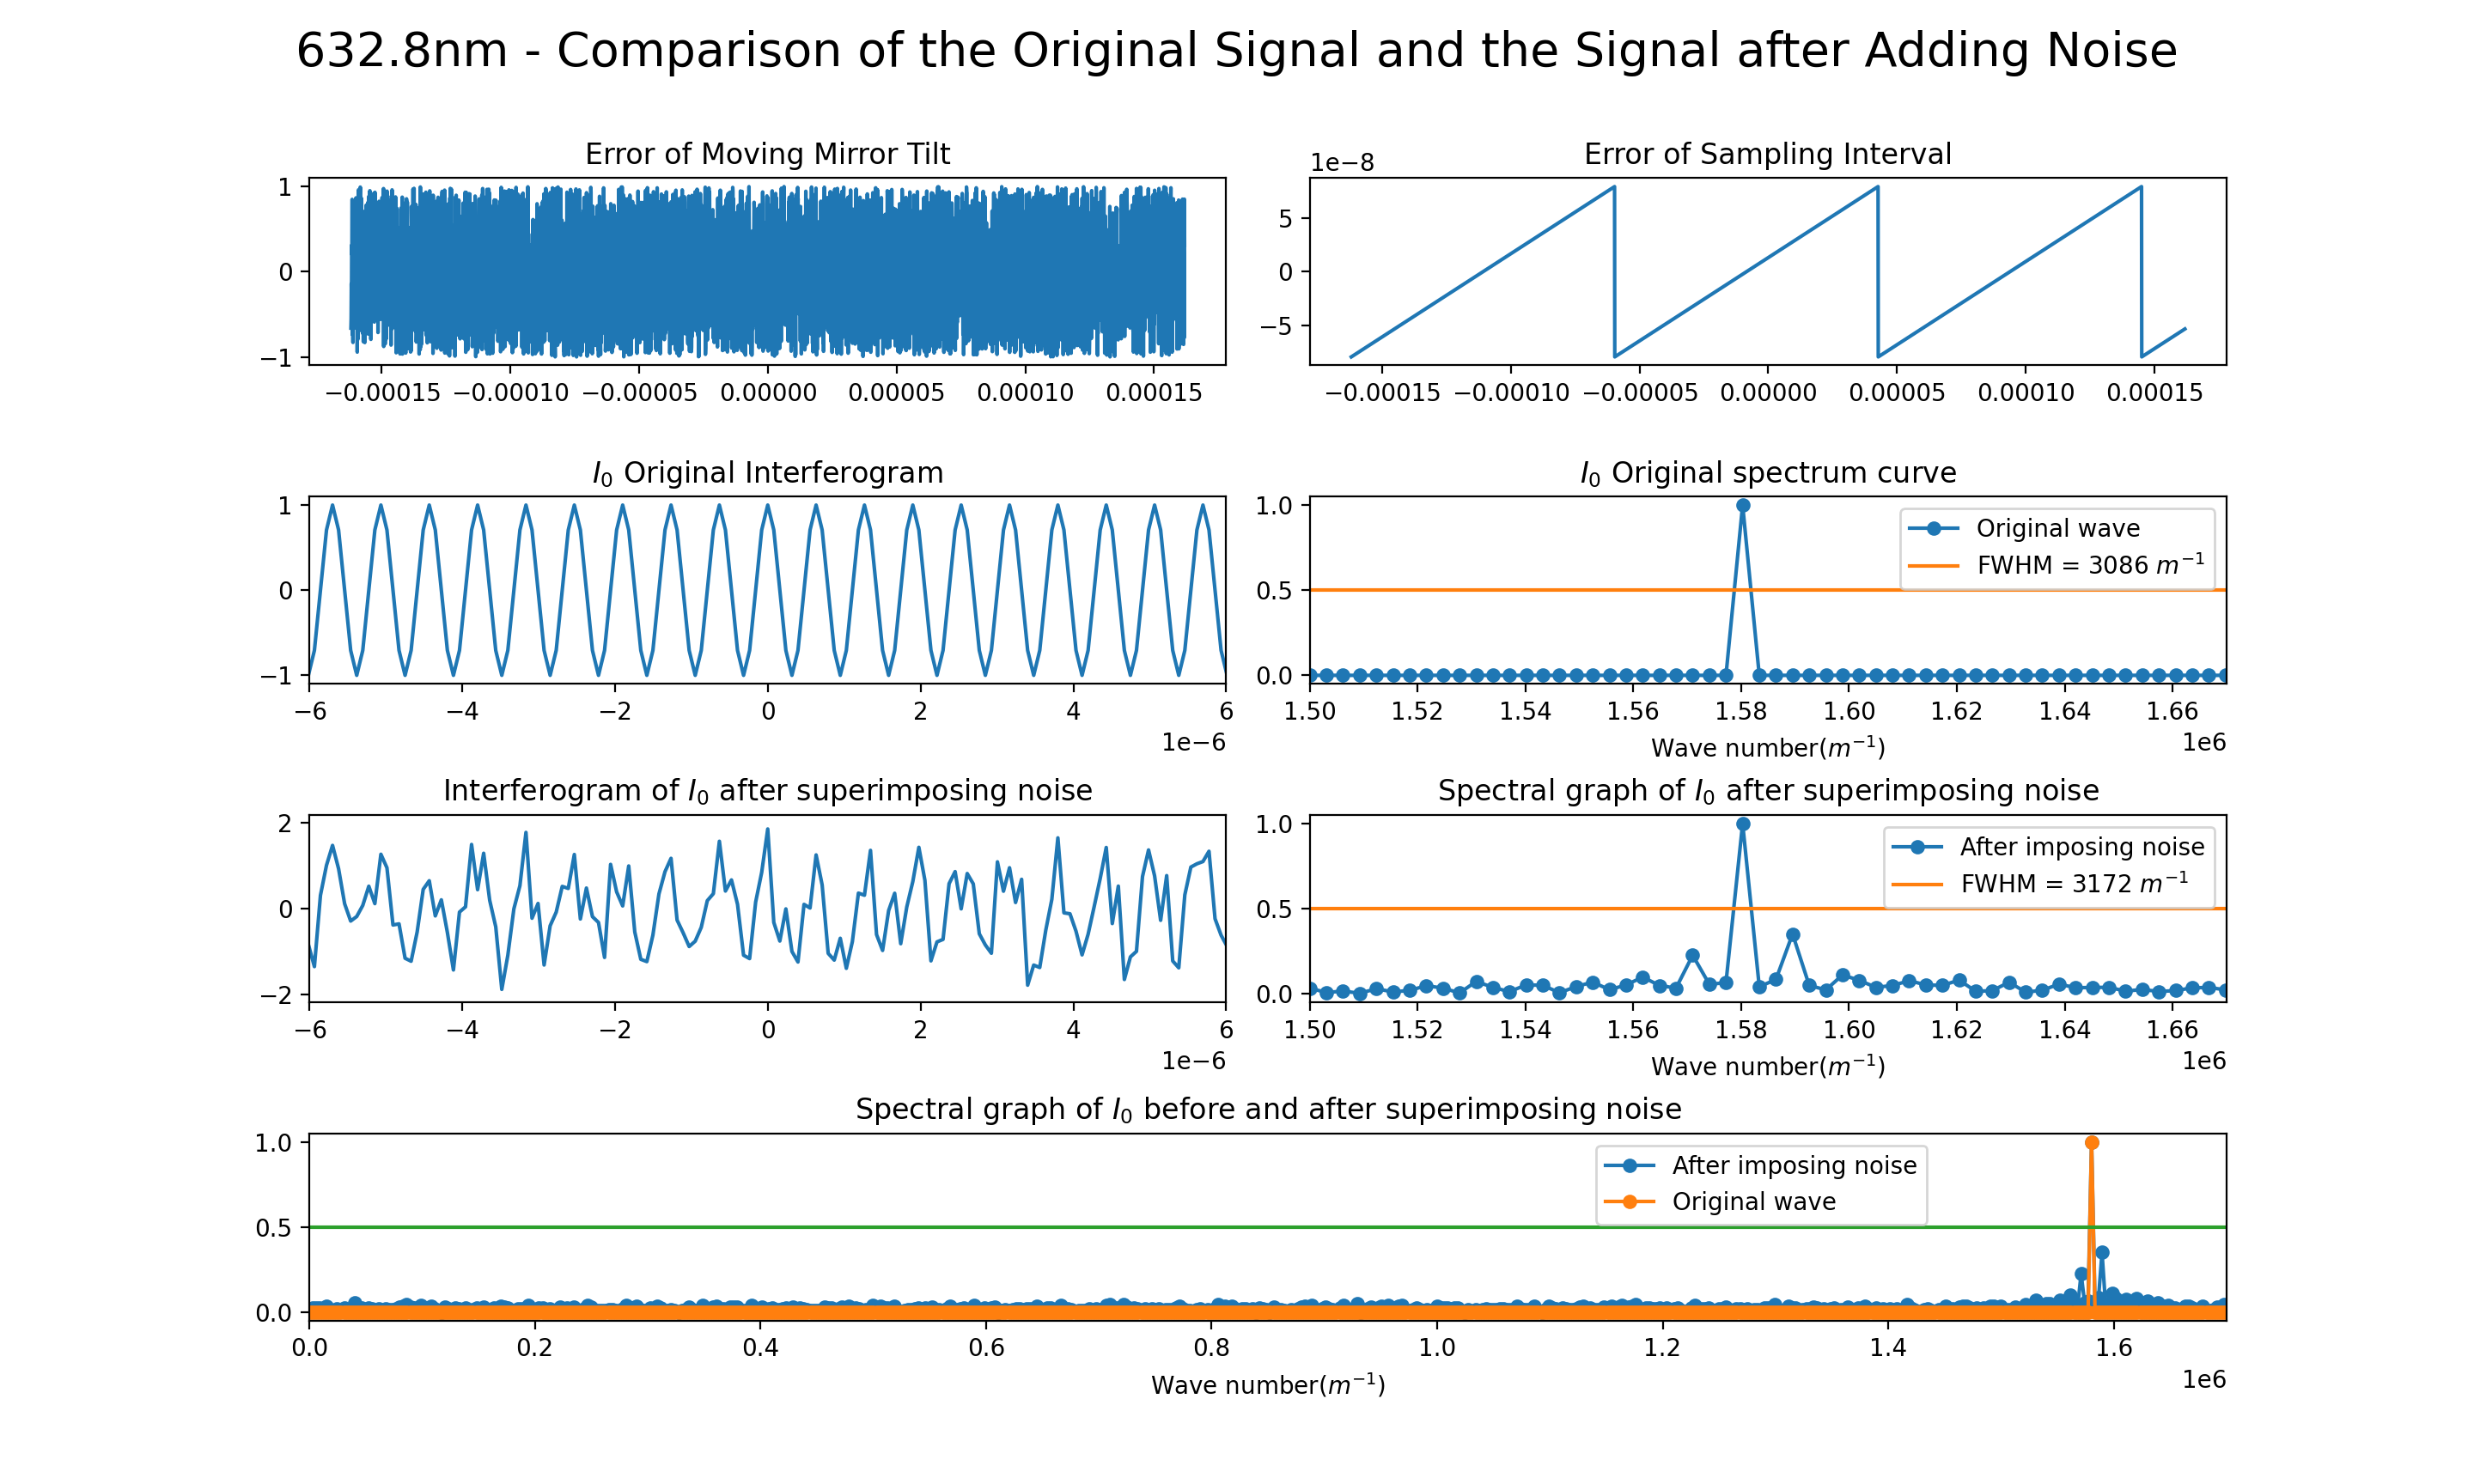 632.8nm - Comparison of the Original Signal and the Signal after Adding Noise
Error of Moving Mirror Tilt
1
0
−1
−0.00015 −0.00010 −0.00005 0.00000 0.00005 0.00010 0.00015
Error of Sampling Interval
1e−8
5
0
−5
−0.00015 −0.00010 −0.00005 0.00000 0.00005 0.00010 0.00015
I₀ Original Interferogram
1
0
−1
−6 −4 −2 0 2 4 6
1e−6
I₀ Original spectrum curve
1.0
0.5
0.0
Original wave
FWHM = 3086 m⁻¹
1.50 1.52 1.54 1.56 1.58 1.60 1.62 1.64 1.66
1e6
Wave number(m⁻¹)
Interferogram of I₀ after superimposing noise
2
0
−2
−6 −4 −2 0 2 4 6
1e−6
Spectral graph of I₀ after superimposing noise
1.0
0.5
0.0
After imposing noise
FWHM = 3172 m⁻¹
1.50 1.52 1.54 1.56 1.58 1.60 1.62 1.64 1.66
1e6
Wave number(m⁻¹)
Spectral graph of I₀ before and after superimposing noise
1.0
0.5
0.0
After imposing noise
Original wave
0.0 0.2 0.4 0.6 0.8 1.0 1.2 1.4 1.6
1e6
Wave number(m⁻¹)